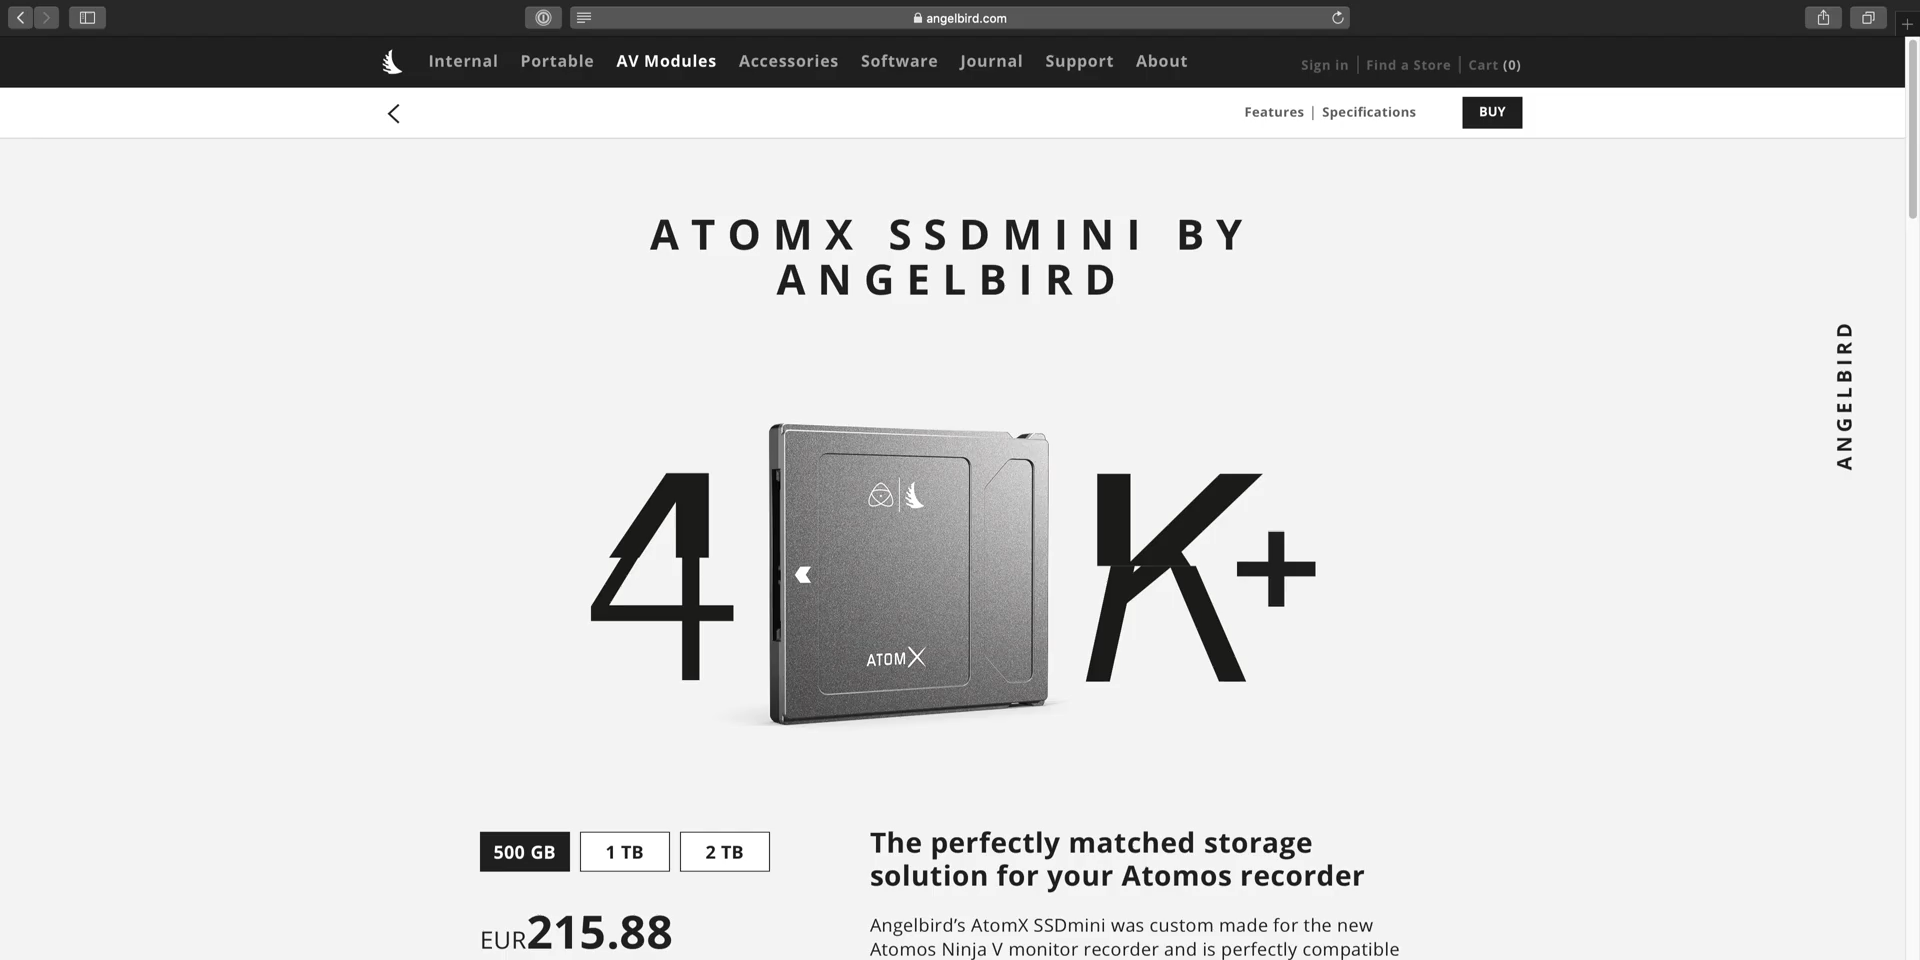 angelbird.com
Internal Portable AV Modules Accessories Software Journal Support About
Sign in | Find a Store | Cart (0)
Features | Specifications
BUY
ATOMX SSDMINI BY
ANGELBIRD
ANGELBIRD
4K+
ATOMX
500 GB
1 TB
2 TB
EUR215.88
The perfectly matched storage
solution for your Atomos recorder
Angelbird’s AtomX SSDmini was custom made for the new
Atomos Ninja V monitor recorder and is perfectly compatible